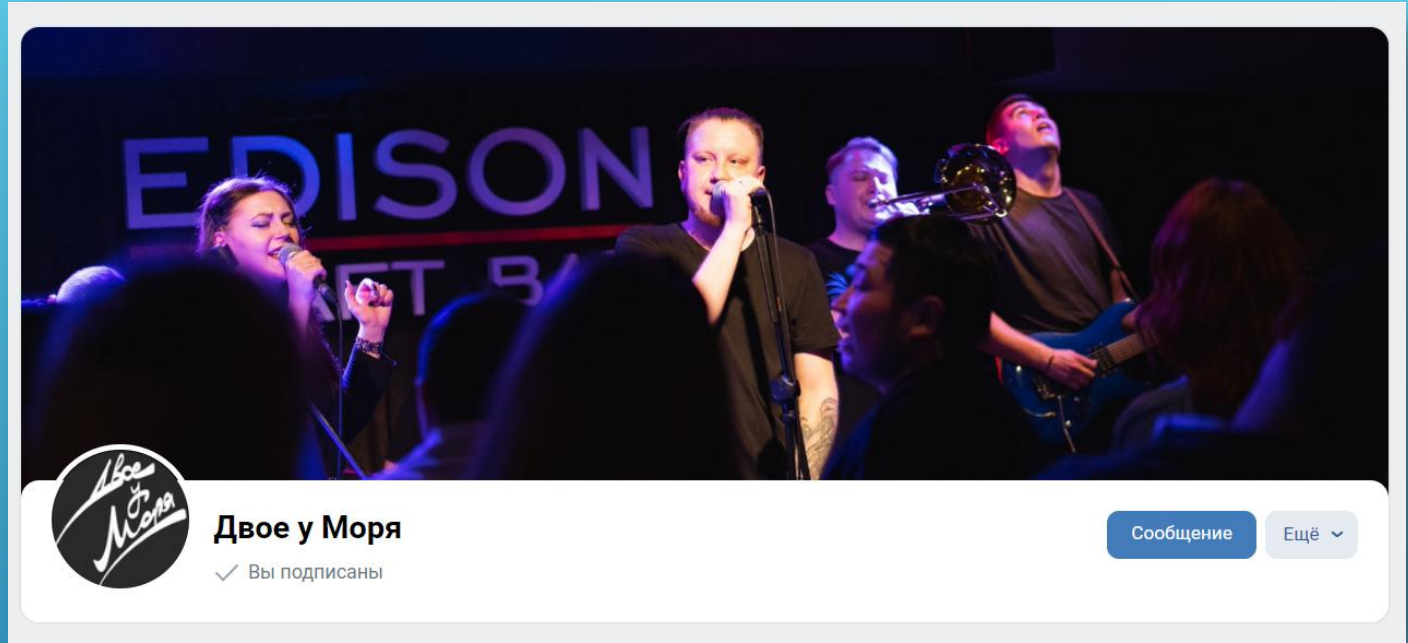 EDISON
Двое
у
Моря
Двое у Моря
Сообщение
Ещё
Вы подписаны